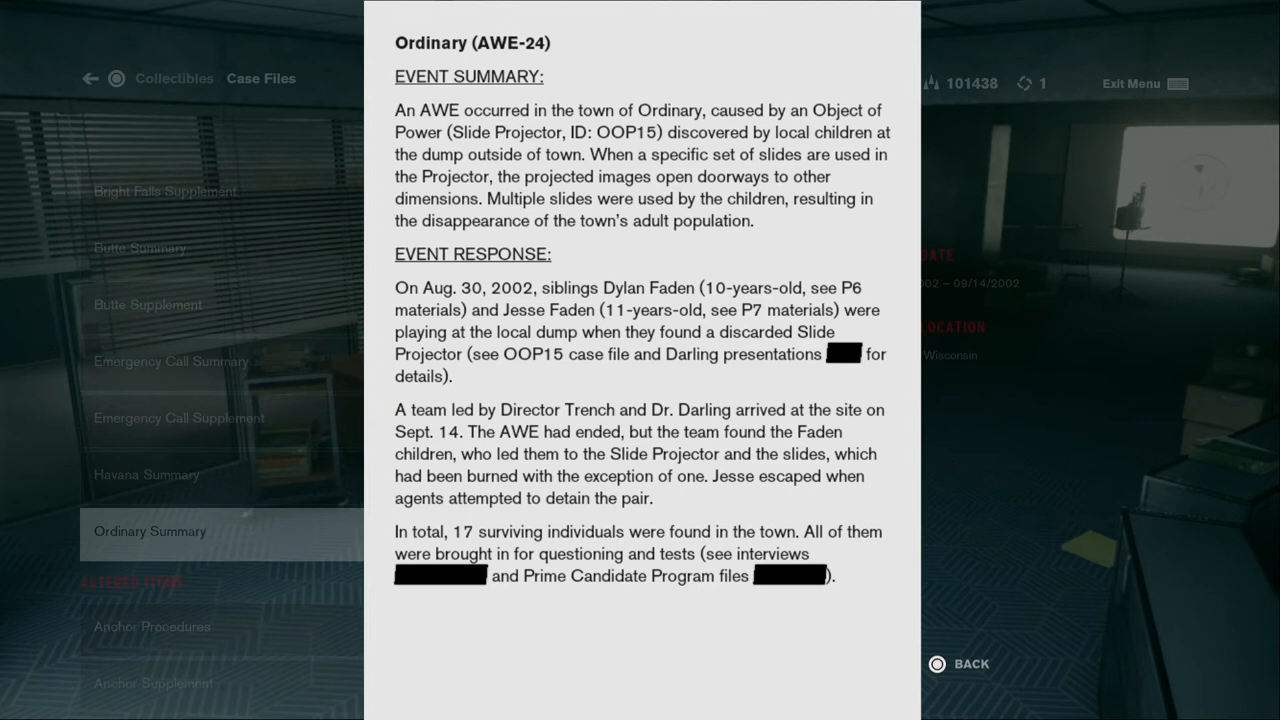 Ordinary (AWE-24)
EVENT SUMMARY:
An AWE occurred in the town of Ordinary, caused by an Object of
Power (Slide Projector, ID: OOP15) discovered by local children at
the dump outside of town. When a specific set of slides are used in
the Projector, the projected images open doorways to other
dimensions. Multiple slides were used by the children, resulting in
the disappearance of the town's adult population.
EVENT RESPONSE:
On Aug. 30, 2002, siblings Dylan Faden (10-years-old, see P6
materials) and Jesse Faden (11-years-old, see P7 materials) were
playing at the local dump when they found a discarded Slide
Projector (see OOP15 case file and Darling presentations for
details).
A team led by Director Trench and Dr. Darling arrived at the site on
Sept. 14. The AWE had ended, but the team found the Faden
children, who led them to the Slide Projector and the slides, which
had been burned with the exception of one. Jesse escaped when
agents attempted to detain the pair.
In total, 17 surviving individuals were found in the town. All of them
were brought in for questioning and tests (see interviews
and Prime Candidate Program files ).
Collectibles Case Files
Bright Falls Supplement
Butte Summary
Butte Supplement
Emergency Call Summary
Emergency Call Supplement
Havana Summary
Ordinary Summary
ALTERED ITEMS
Anchor Procedures
Anchor Supplement
101438 1 Exit Menu
DATE
002 – 09/14/2002
LOCATION
Wisconsin
BACK